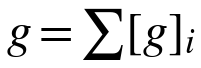 g = ∑[g]ᵢ